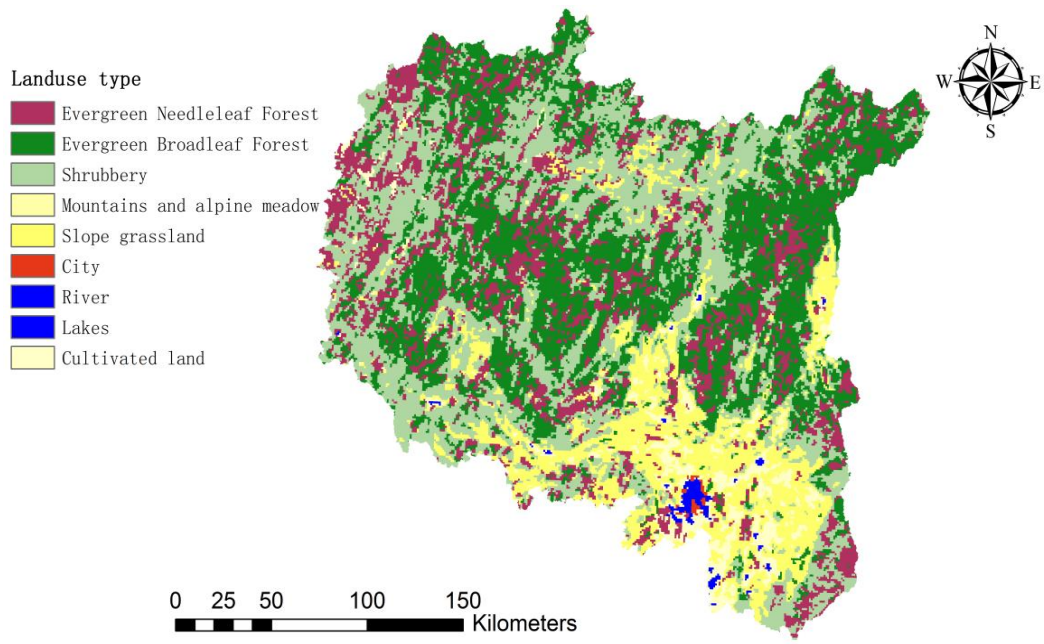 Landuse type
Evergreen Needleleaf Forest
Evergreen Broadleaf Forest
Shrubbery
Mountains and alpine meadow
Slope grassland
City
River
Lakes
Cultivated land
N
W E
S
0 25 50 100 150
Kilometers